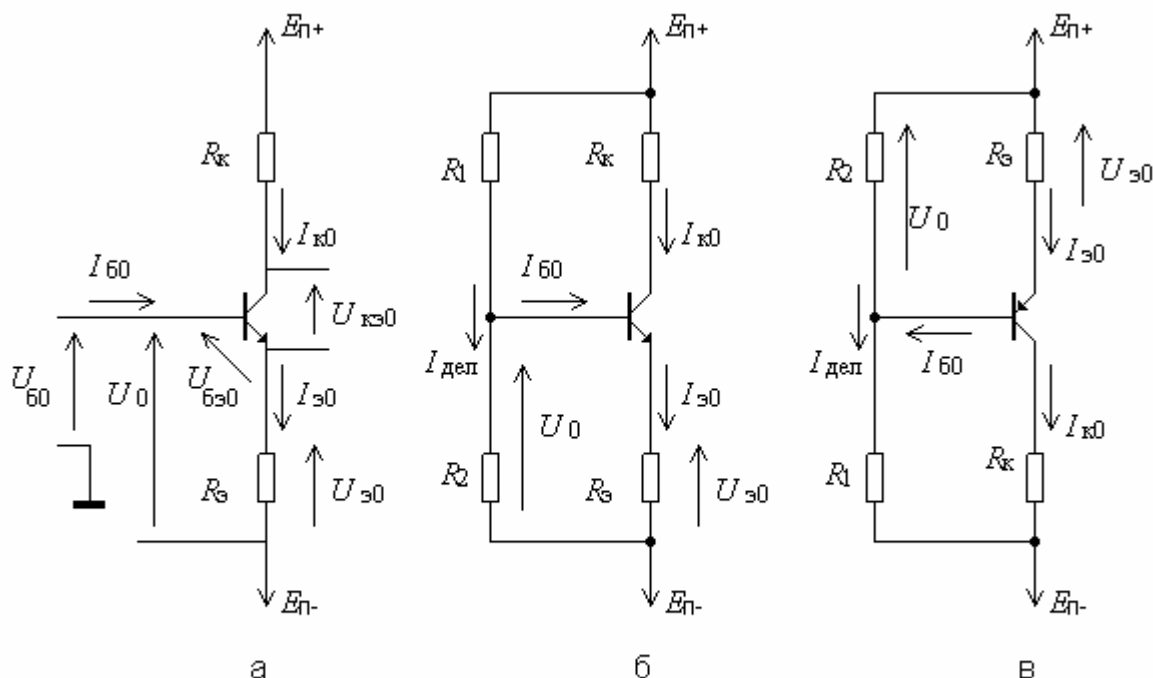 Eп+
Eп+
Eп+
Rк
R1
Rк
R2
Rэ
Uэ0
U0
Iк0
Iк0
Iэ0
Iб0
Iб0
Uкэ0
Iдел
Iдел
Iб0
Uб0
U0
Uбэ0
Iэ0
Iэ0
U0
Iк0
Rэ
Uэ0
R2
Rэ
Uэ0
R1
Rк
Eп-
Eп-
Eп-
а
б
в